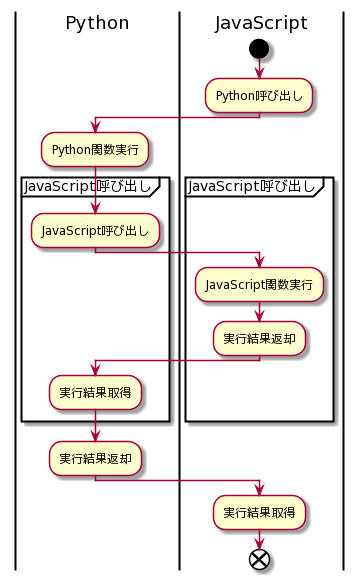 Python
JavaScript
Python呼び出し
Python関数実行
JavaScript呼び出し
JavaScript呼び出し
JavaScript呼び出し
JavaScript関数実行
実行結果返却
実行結果取得
実行結果返却
実行結果取得